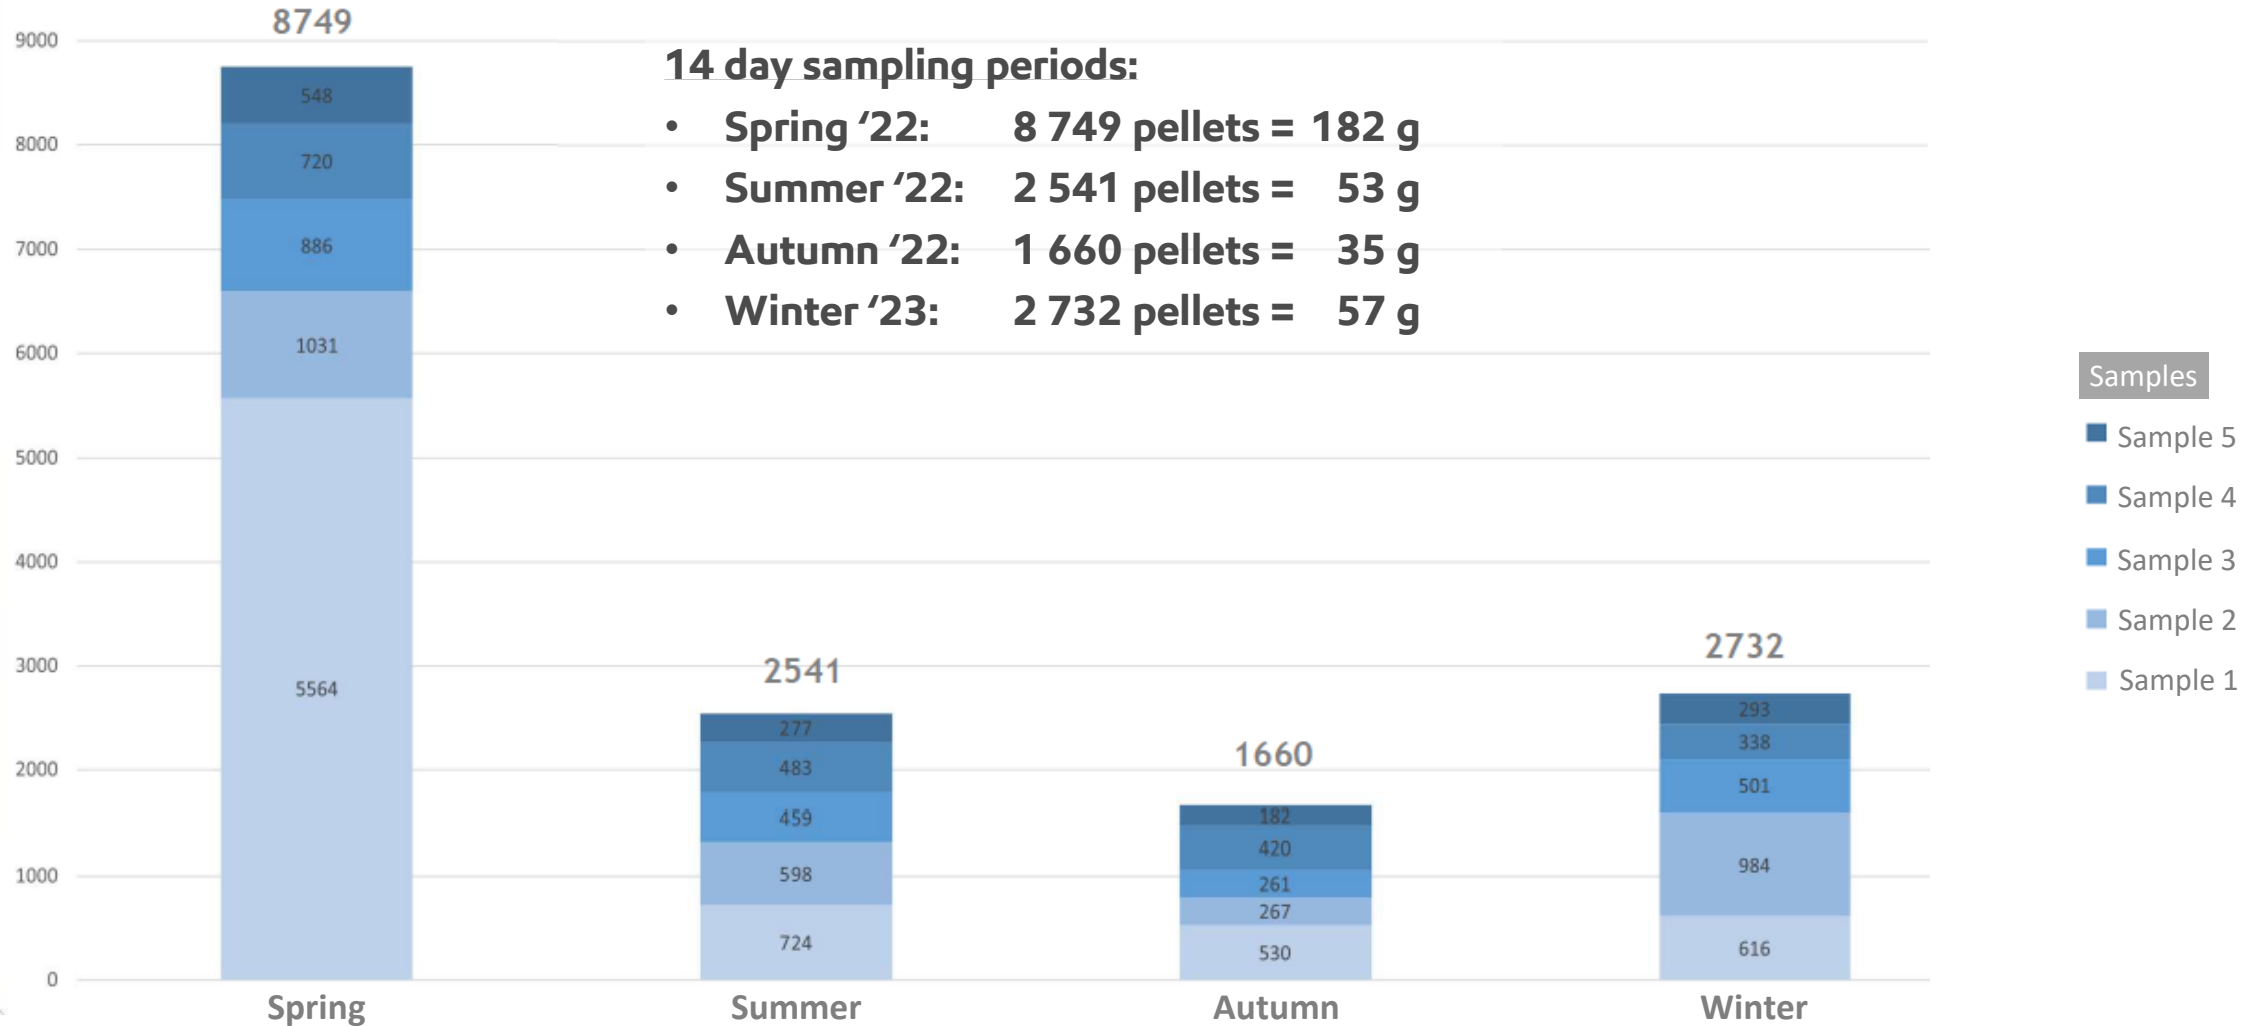 8749
14 day sampling periods:
• Spring ‘22: 8 749 pellets = 182 g
• Summer ‘22: 2 541 pellets = 53 g
• Autumn ‘22: 1 660 pellets = 35 g
• Winter ‘23: 2 732 pellets = 57 g
9000
8000
7000
6000
5000
4000
3000
2000
1000
0
548
720
886
1031
5564
2541
277
483
459
598
724
1660
182
420
261
267
530
2732
293
338
501
984
616
Spring Summer Autumn Winter
Samples
Sample 5
Sample 4
Sample 3
Sample 2
Sample 1